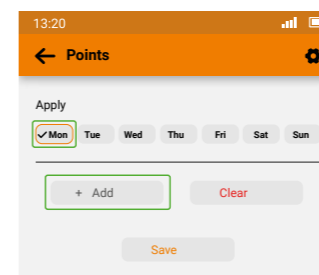 13:20
Points
Apply
Mon Tue Wed Thu Fri Sat Sun
+ Add Clear
Save